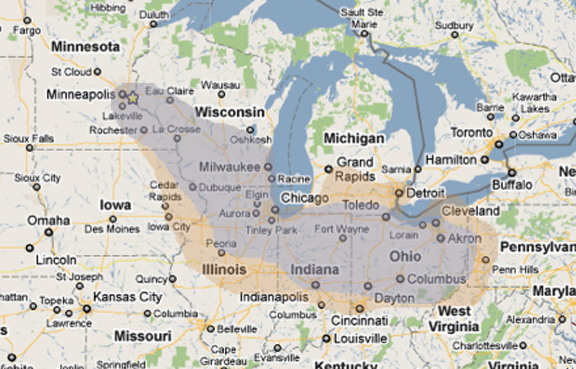 Hibbing
Duluth
Fargo
Sault Ste
Marie
Sudbury
Minnesota
St Cloud
Minneapolis
Eau Claire
Wausau
Ottaw
Barrie
Kawartha
Lakes
Lakeville
Wisconsin
Rochester
La Crosse
Oshkosh
Michigan
Toronto
Oshawa
Sioux Falls
Milwaukee
Grand
Rapids
Sarnia
Hamilton
Buffalo
Ne
Sioux City
Cedar
Rapids
Dubuque
Racine
Elgin
Chicago
Detroit
Iowa
Aurora
Toledo
Cleveland
Omaha
Des Moines
Iowa City
Tinley Park
Fort Wayne
Lorain
Akron
Pennsylvan
Lincoln
Peoria
Illinois
Indiana
Ohio
Penn Hills
St Joseph
Quincy
Columbus
Maryla
hattan
Topeka
Kansas City
Indianapolis
Dayton
West
Virginia
Lawrence
Columbia
Belleville
Columbus
Cincinnati
Alexandria
s
Missouri
Louisville
Charlottesville
Springfield
Cape
Girardeau
Evansville
Kentucky
Virginia